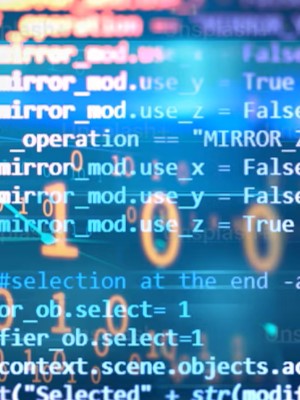 _operation
mirror_mod.use_x = False
mirror_mod.use_y = True
mirror_mod.use_z = False
_operation == "MIRROR_Z
mirror_mod.use_x = False
mirror_mod.use_y = False
mirror_mod.use_z = True
#selection at the end -a
or_ob.select= 1
fier_ob.select=1
context.scene.objects.ac
t("Selected" + str(modif